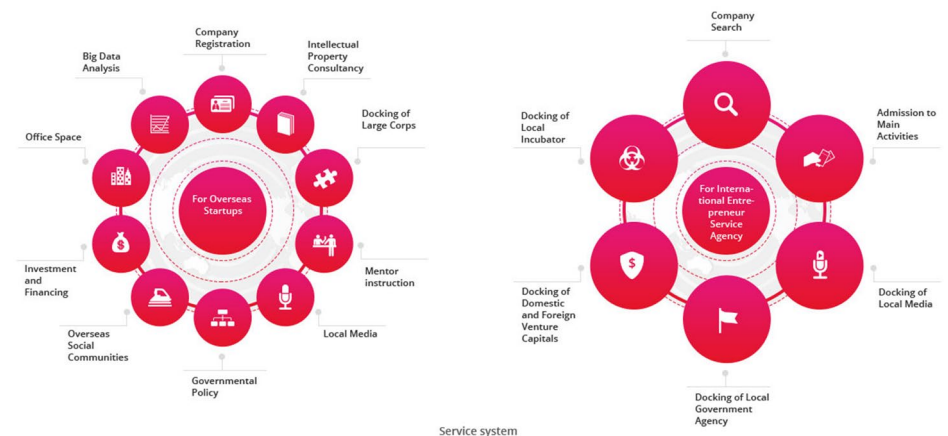 Company
Registration
Intellectual
Property
Consultancy
Docking of
Large Corps
Mentor
instruction
Local Media
Governmental
Policy
Overseas
Social
Communities
Investment
and
Financing
Office Space
Big Data
Analysis
For Overseas
Startups
Company
Search
Admission to
Main
Activities
Docking of
Local Media
Docking of Local
Government
Agency
Docking of
Domestic
and Foreign
Venture
Capitals
Docking of
Local
Incubator
For Interna-
tional Entre-
preneur
Service
Agency
$
$
Service system